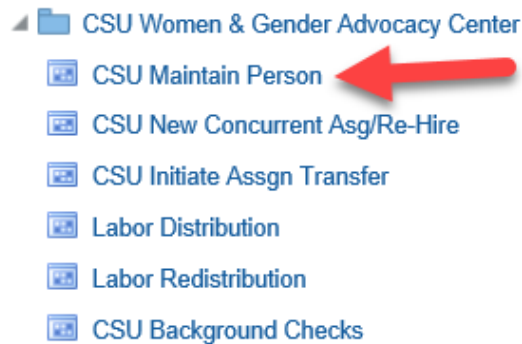 CSU Women & Gender Advocacy Center
CSU Maintain Person
CSU New Concurrent Asg/Re-Hire
CSU Initiate Assgn Transfer
Labor Distribution
Labor Redistribution
CSU Background Checks